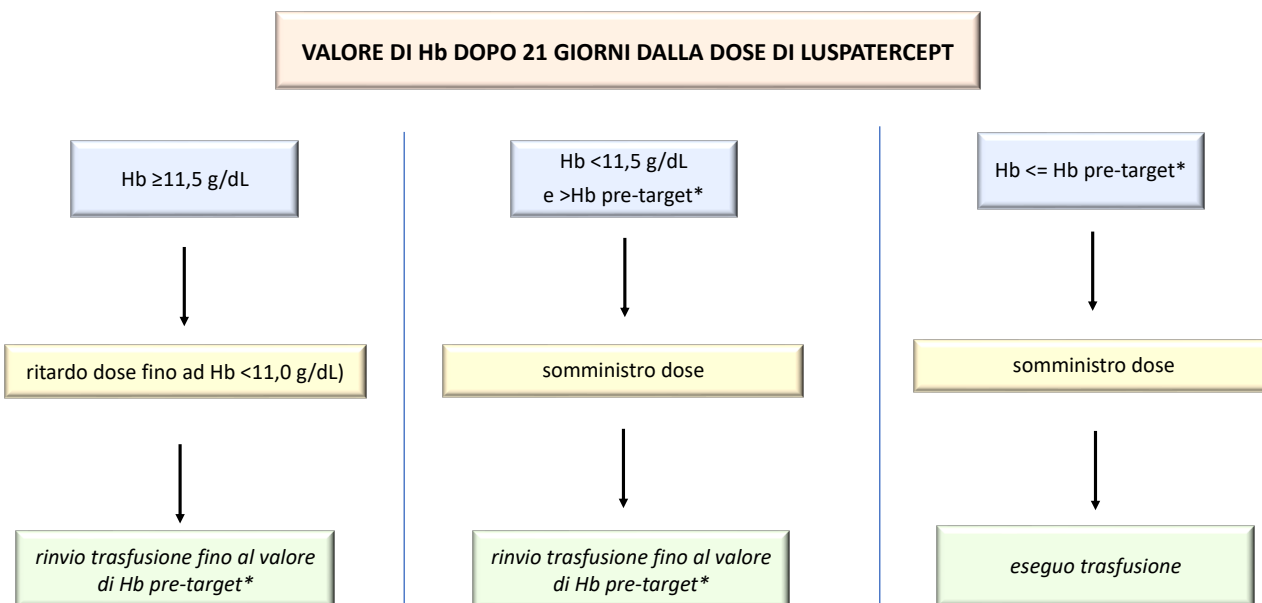 VALORE DI Hb DOPO 21 GIORNI DALLA DOSE DI LUSPATERCEPT
Hb ≥11,5 g/dL
Hb <11,5 g/dL
e >Hb pre-target*
Hb <= Hb pre-target*
ritardo dose fino ad Hb <11,0 g/dL)
somministro dose
somministro dose
rinvio trasfusione fino al valore
di Hb pre-target*
rinvio trasfusione fino al valore
di Hb pre-target*
eseguo trasfusione